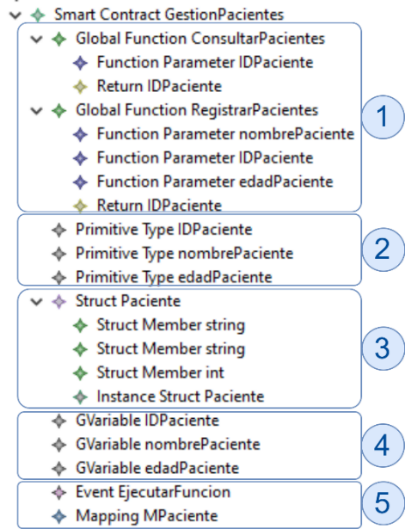 Smart Contract GestionPacientes
Global Function ConsultarPacientes
Function Parameter IDPaciente
Return IDPaciente
Global Function RegistrarPacientes
Function Parameter nombrePaciente
Function Parameter IDPaciente
Function Parameter edadPaciente
Return IDPaciente
1
Primitive Type IDPaciente
Primitive Type nombrePaciente
Primitive Type edadPaciente
2
Struct Paciente
Struct Member string
Struct Member string
Struct Member int
Instance Struct Paciente
3
GVariable IDPaciente
GVariable nombrePaciente
GVariable edadPaciente
4
Event EjecutarFuncion
Mapping MPaciente
5